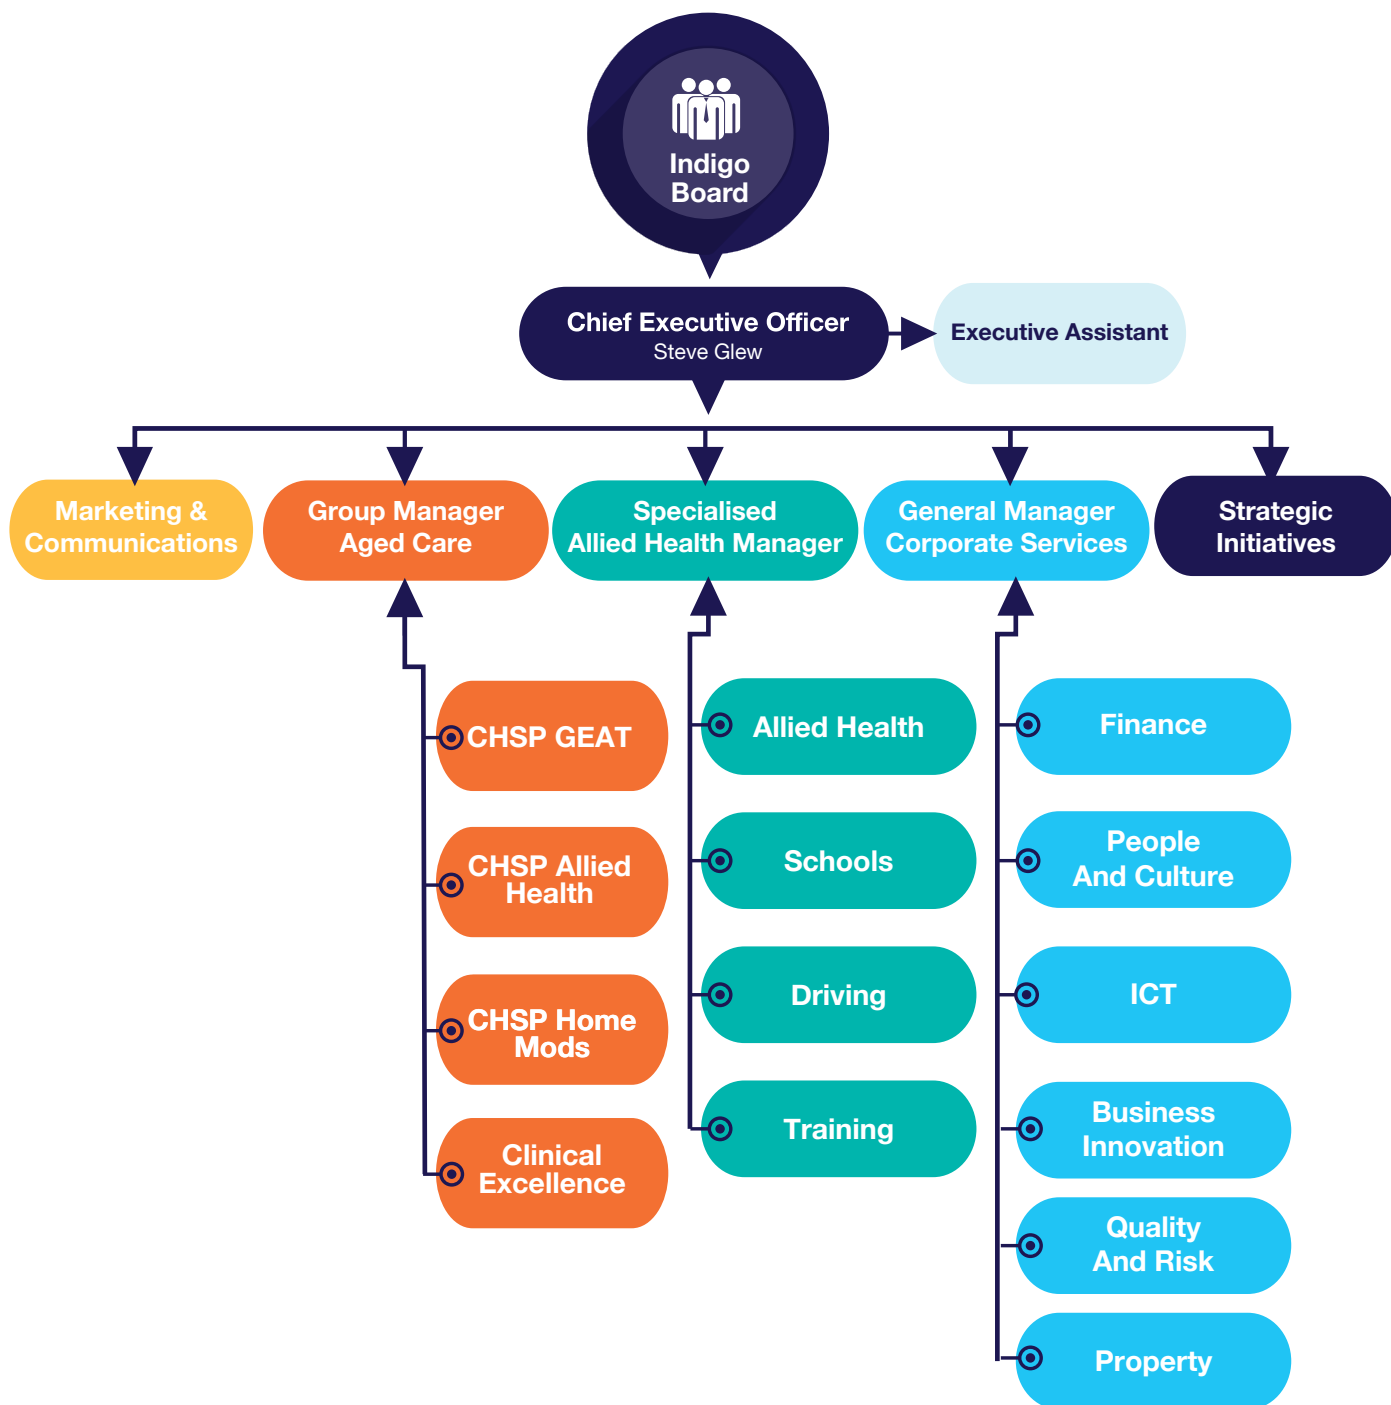 Indigo
Board
Chief Executive Officer
Steve Glew
Executive Assistant
Marketing &
Communications
Group Manager
Aged Care
Specialised
Allied Health Manager
General Manager
Corporate Services
Strategic
Initiatives
CHSP GEAT
CHSP Allied
Health
CHSP Home
Mods
Clinical
Excellence
Allied Health
Schools
Driving
Training
Finance
People
And Culture
ICT
Business
Innovation
Quality
And Risk
Property